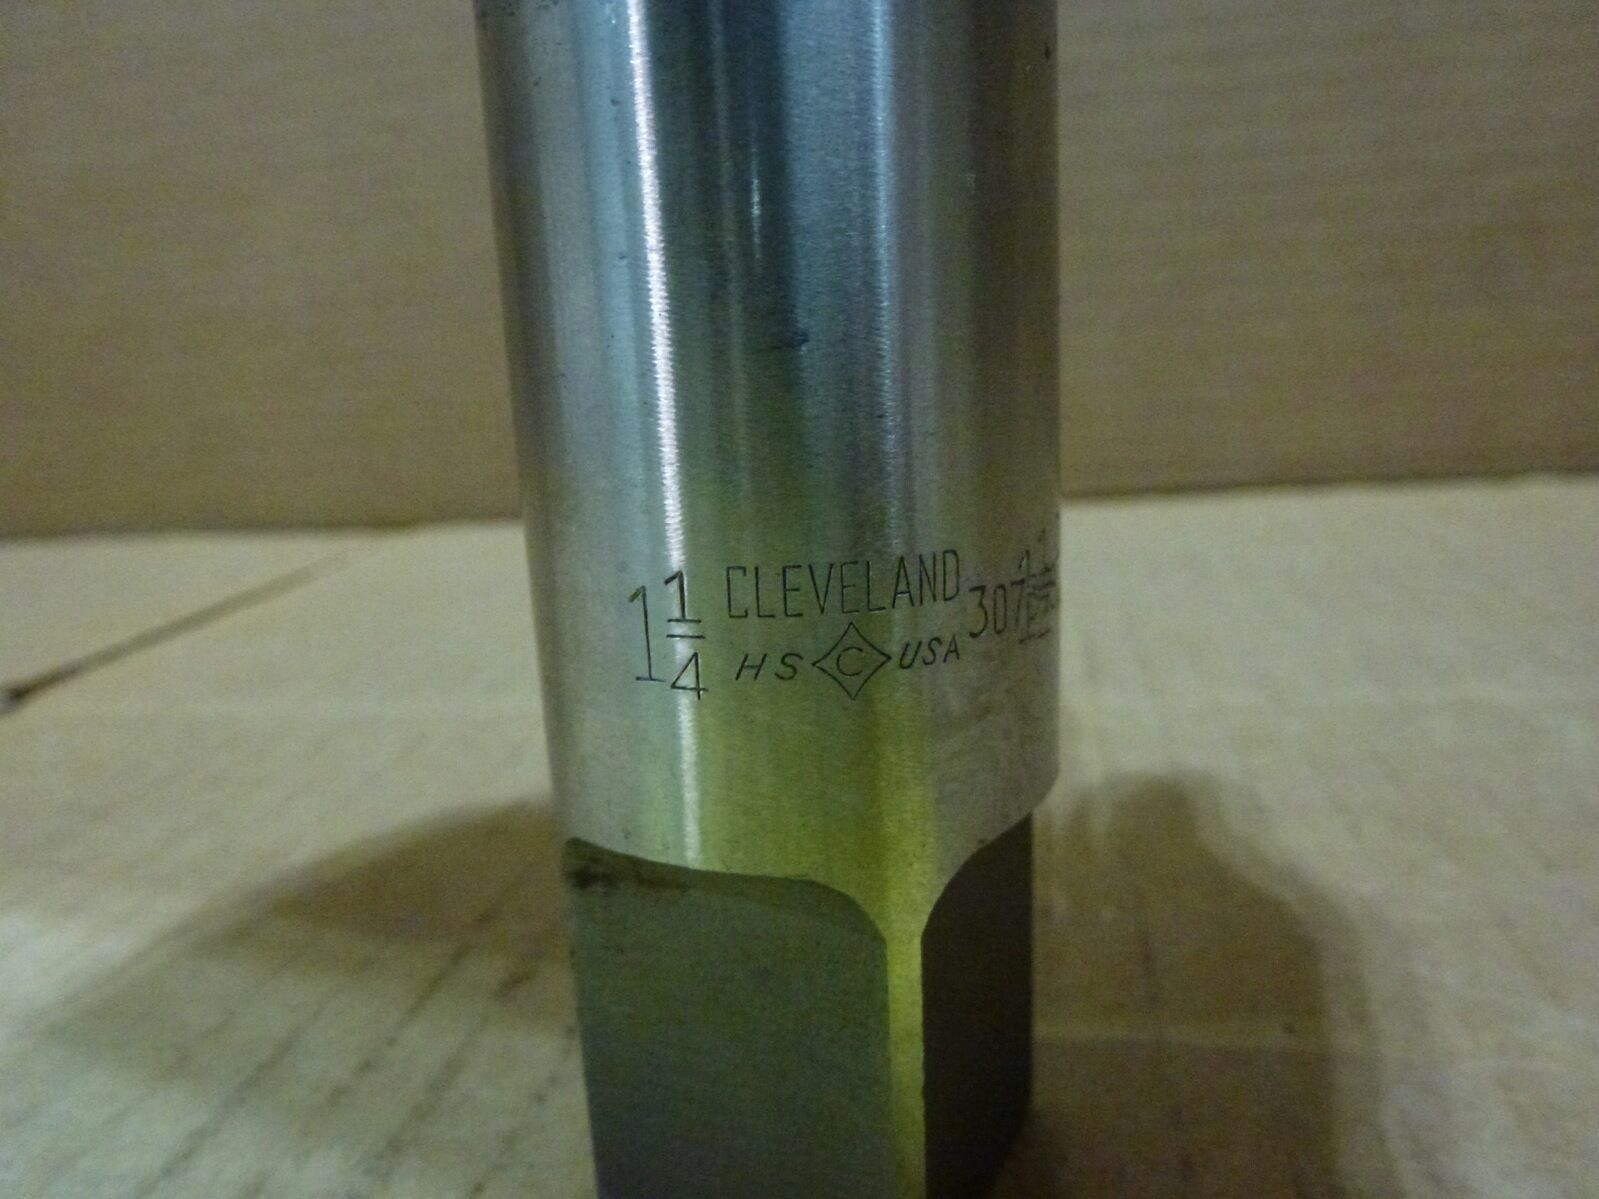 1 1/4 CLEVELAND 307
HS C USA